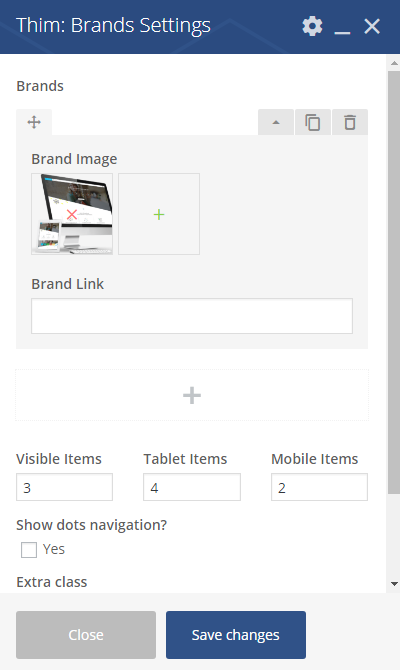 Thim: Brands Settings
Brands
Brand Image
Brand Link
Visible Items Tablet Items Mobile Items
3 4 2
Show dots navigation?
Yes
Extra class
Close Save changes